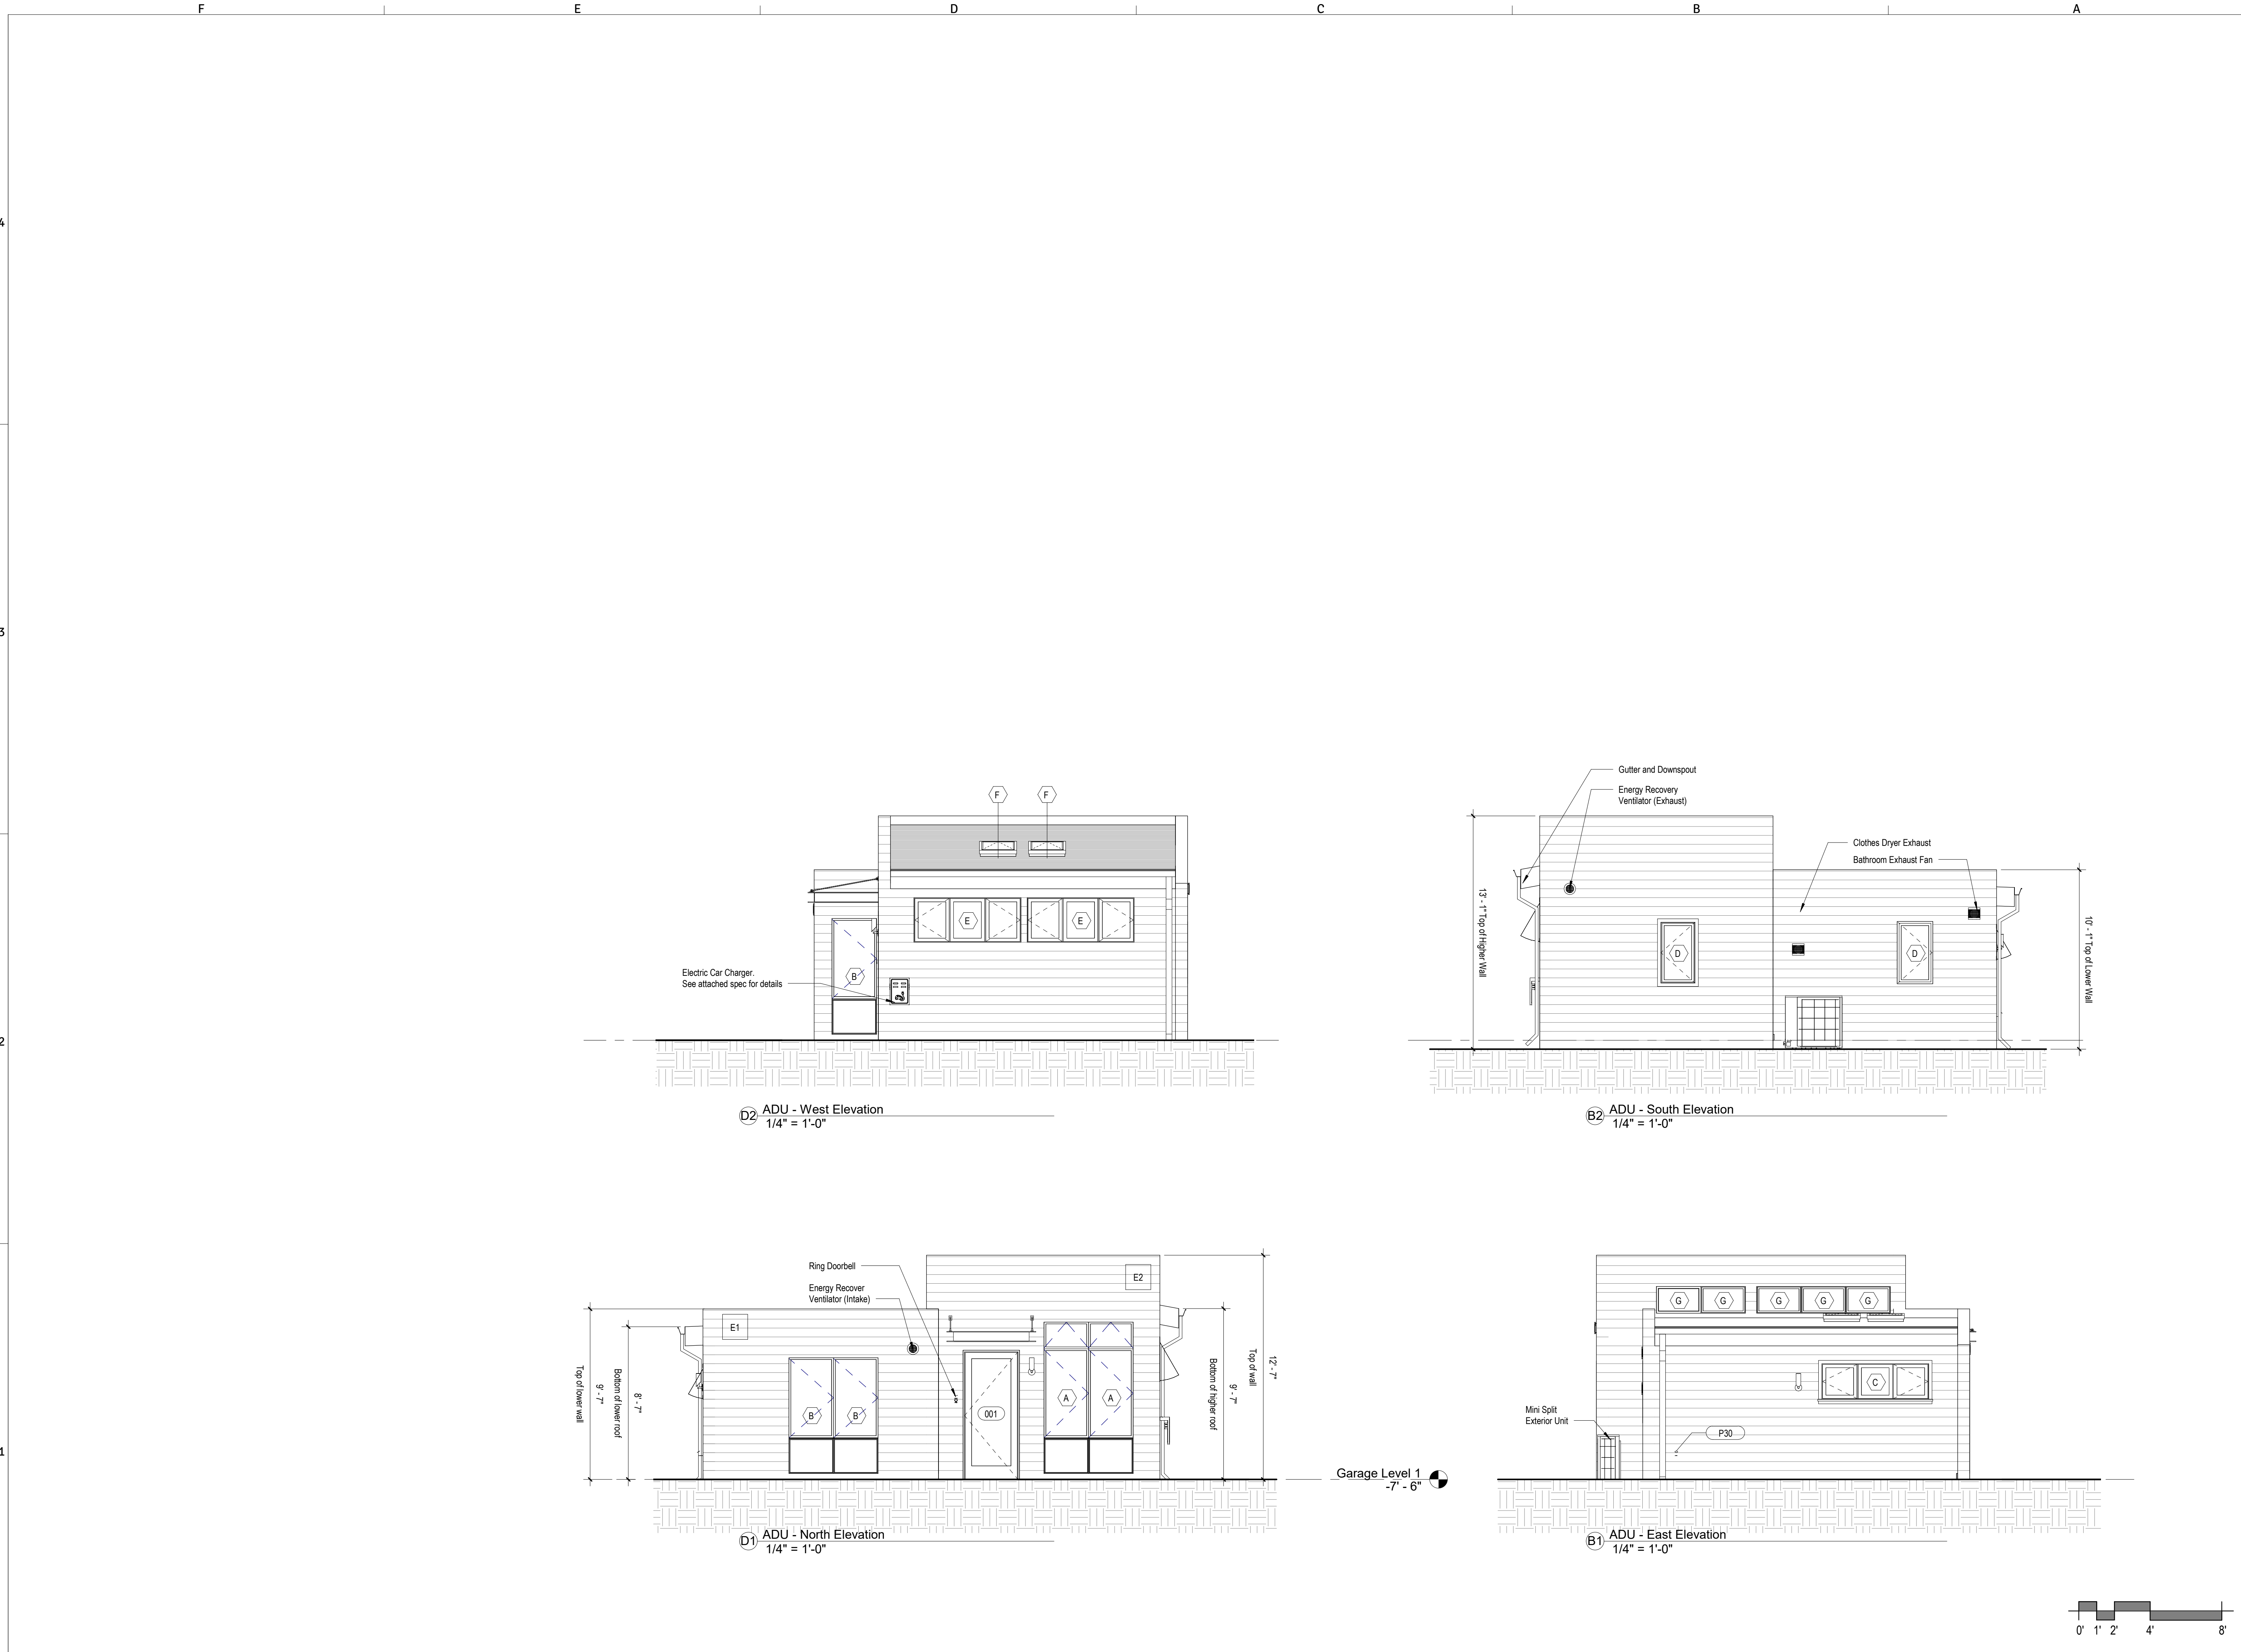 F E D C B A
4
3
2
1
F F
E E
B
Electric Car Charger.
See attached spec for details
D2 ADU - West Elevation
1/4" = 1'-0"
Gutter and Downspout
Energy Recovery
Ventilator (Exhaust)
Clothes Dryer Exhaust
Bathroom Exhaust Fan
13' - 1" Top of Higher Wall
10' - 1" Top of Lower Wall
D D
B2 ADU - South Elevation
1/4" = 1'-0"
Ring Doorbell
Energy Recover
Ventilator (Intake)
E1
E2
B B
001
A A
9' - 7"
Top of lower wall
8' - 7"
Bottom of lower roof
9' - 7"
Bottom of higher roof
12' - 7"
Top of wall
D1 ADU - North Elevation
1/4" = 1'-0"
Garage Level 1
-7' - 6"
G G G G G
C
Mini Split
Exterior Unit
P30
B1 ADU - East Elevation
1/4" = 1'-0"
0' 1' 2' 4' 8'